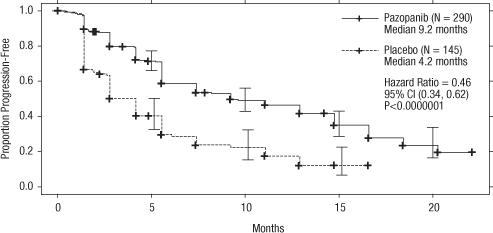 1.0
0.8
0.6
0.4
0.2
0.0
Proportion Progression-Free
0
5
10
15
20
Months
Pazopanib (N = 290)
Median 9.2 months
Placebo (N = 145)
Median 4.2 months
Hazard Ratio = 0.46
95% CI (0.34, 0.62)
P<0.0000001